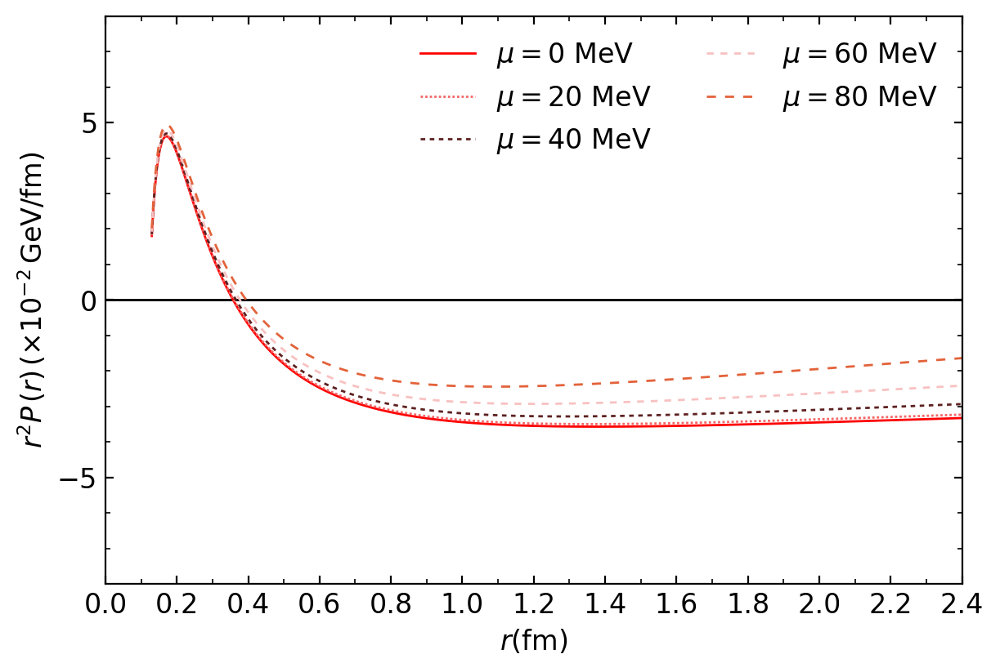 μ = 0 MeV
μ = 20 MeV
μ = 40 MeV
μ = 60 MeV
μ = 80 MeV
r²P(r) (×10⁻² GeV/fm)
5
0
−5
0.0 0.2 0.4 0.6 0.8 1.0 1.2 1.4 1.6 1.8 2.0 2.2 2.4
r(fm)